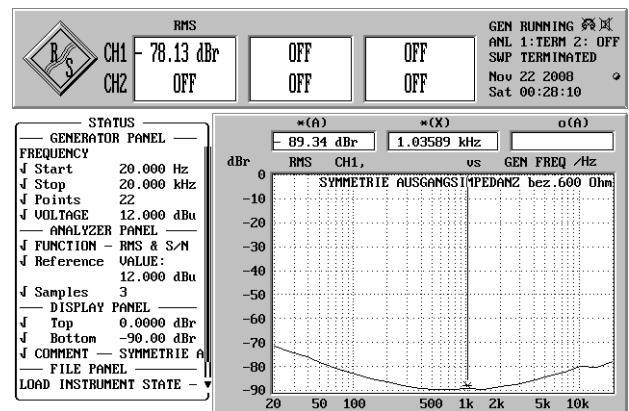 RMS
GEN RUNNING
R&S CH1 - 78.13 dBr OFF OFF
ANL 1:TERM 2: OFF
SWP TERMINATED
CH2 OFF OFF OFF
Nov 22 2008
Sat 00:28:10
STATUS
GENERATOR PANEL
FREQUENCY
Start 20.000 Hz
Stop 20.000 kHz
Points 22
VOLTAGE 12.000 dBu
ANALYZER PANEL
FUNCTION - RMS & S/N
Reference VALUE:
12.000 dBu
Samples 3
DISPLAY PANEL
Top 0.0000 dBr
Bottom -90.00 dBr
COMMENT — SYMMETRIE A
FILE PANEL
LOAD INSTRUMENT STATE -
*(A) *(X) o(A)
- 89.34 dBr 1.03589 kHz
dBr RMS CH1, vs GEN FREQ /Hz
SYMMETRIE AUSGANGSIMPEDANZ bez.600 Ohm
0
-10
-20
-30
-40
-50
-60
-70
-80
-90
20 50 100 500 1k 2k 5k 10k